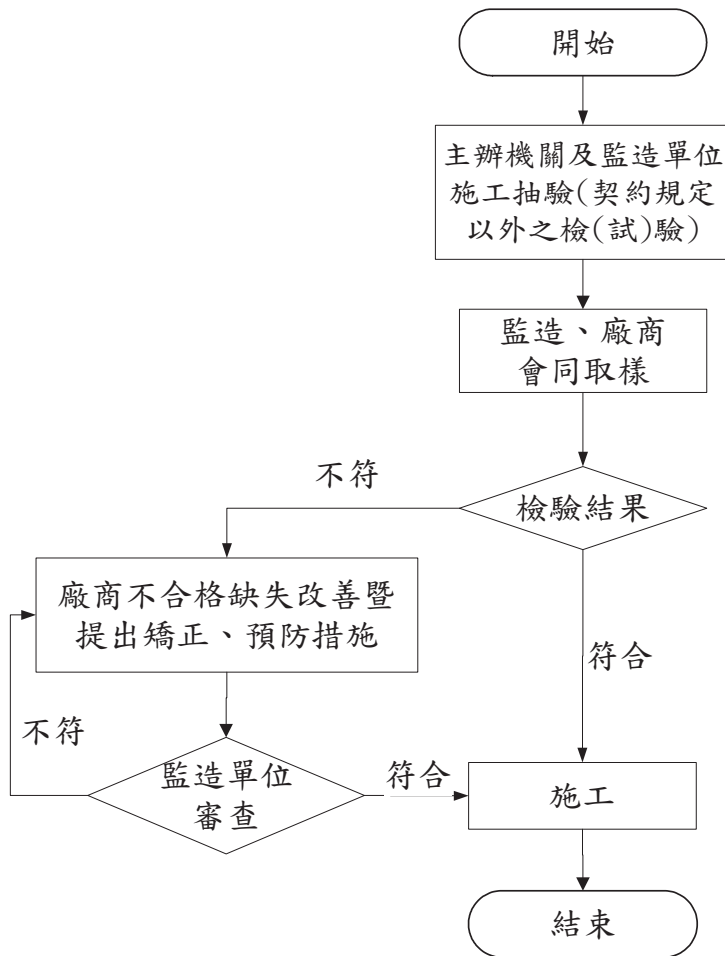 開始
主辦機關及監造單位
施工抽驗(契約規定
以外之檢(試)驗)
監造、廠商
會同取樣
不符
檢驗結果
廠商不合格缺失改善暨
提出矯正、預防措施
符合
不符
監造單位
審查
符合
施工
結束